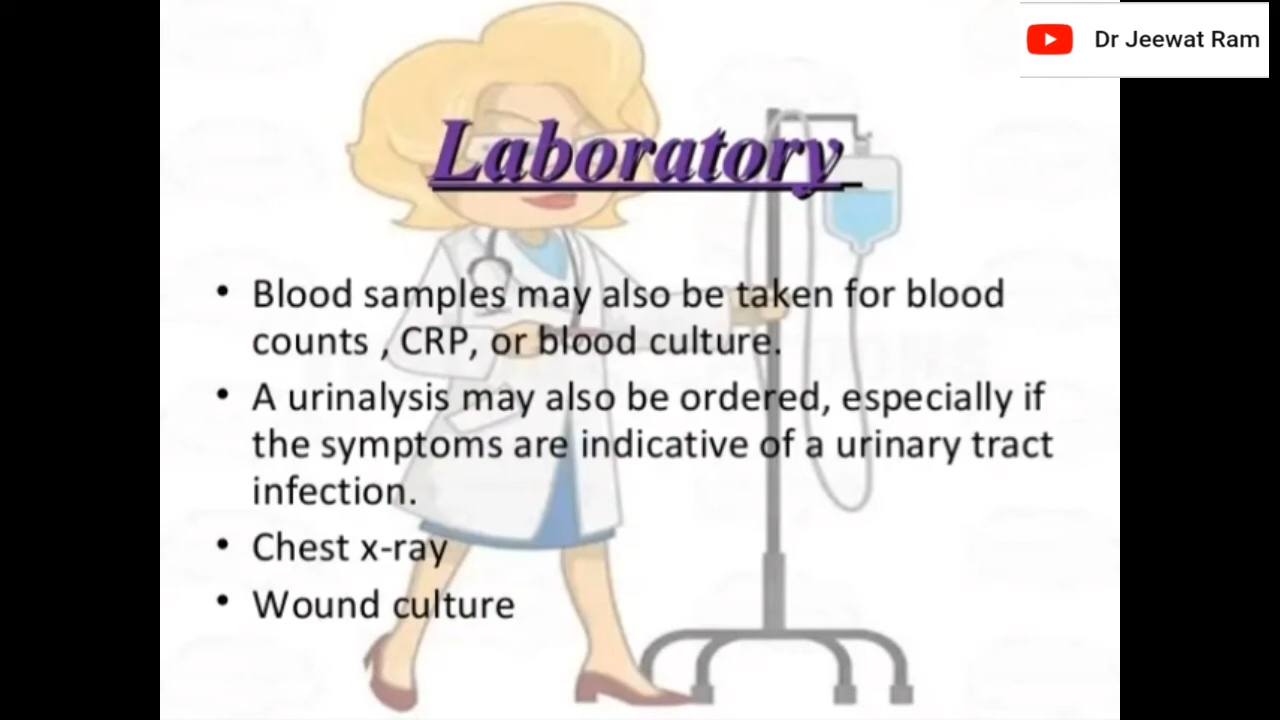 Dr Jeewat Ram
Laboratory
• Blood samples may also be taken for blood
counts , CRP, or blood culture.
• A urinalysis may also be ordered, especially if
the symptoms are indicative of a urinary tract
infection.
• Chest x-ray
• Wound culture